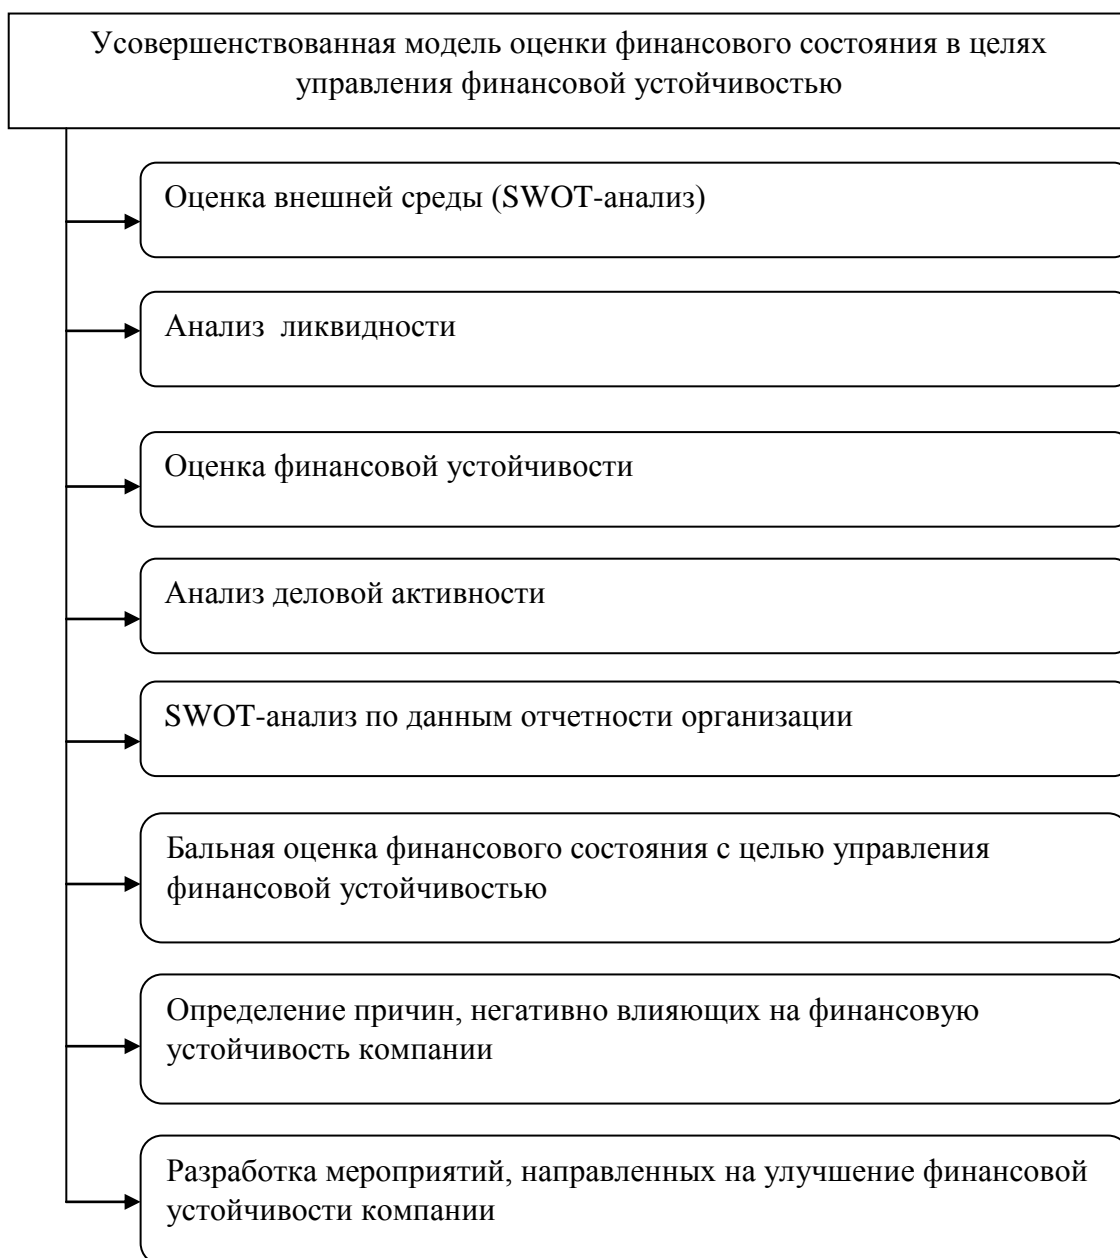 Усовершенствованная модель оценки финансового состояния в целях
управления финансовой устойчивостью
Оценка внешней среды (SWOT-анализ)
Анализ  ликвидности
Оценка финансовой устойчивости
Анализ деловой активности
SWOT-анализ по данным отчетности организации
Бальная оценка финансового состояния с целью управления
финансовой устойчивостью
Определение причин, негативно влияющих на финансовую
устойчивость компании
Разработка мероприятий, направленных на улучшение финансовой
устойчивости компании